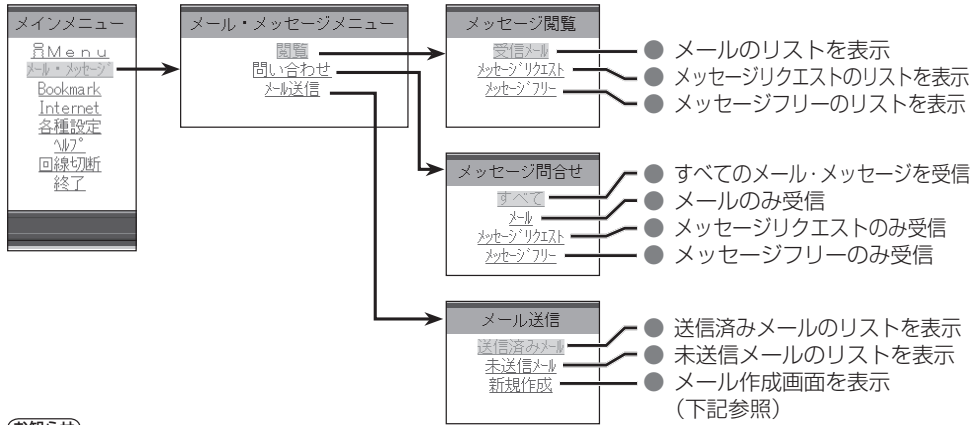 メインメニュー
Menu
メール・メッセージ
Bookmark
Internet
各種設定
ヘルプ
回線切断
終了
メール・メッセージメニュー
閲覧
問い合わせ
メール送信
メッセージ閲覧
受信メール
メッセージリクエスト
メッセージフリー
● メールのリストを表示
● メッセージリクエストのリストを表示
● メッセージフリーのリストを表示
メッセージ問合せ
すべて
メール
メッセージリクエスト
メッセージフリー
● すべてのメール・メッセージを受信
● メールのみ受信
● メッセージリクエストのみ受信
● メッセージフリーのみ受信
メール送信
送信済みメール
未送信メール
新規作成
● 送信済みメールのリストを表示
● 未送信メールのリストを表示
● メール作成画面を表示
（下記参照）
お知らせ